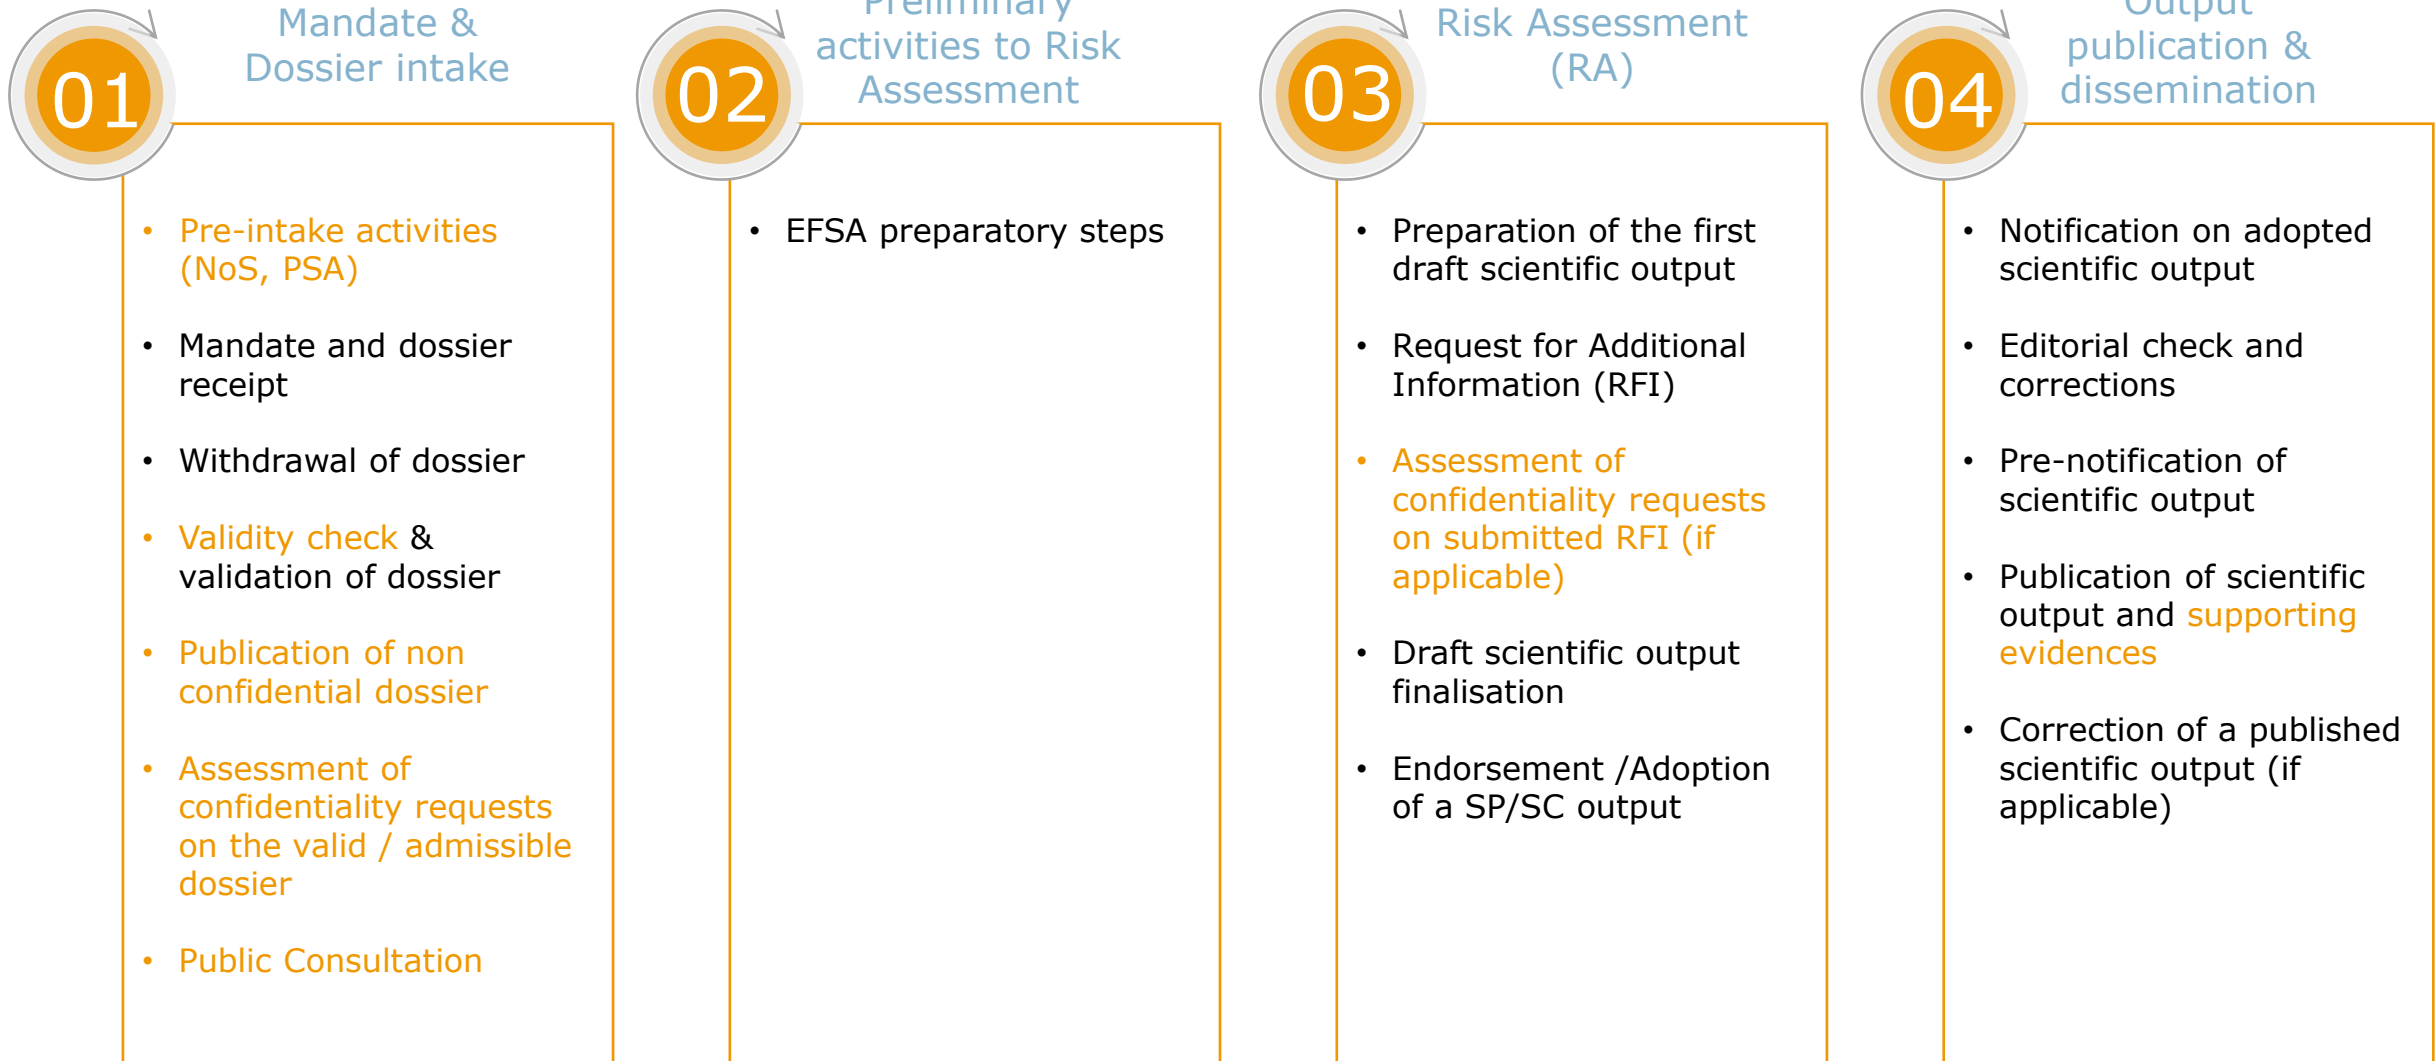 01
Mandate &
Dossier intake
• Pre-intake activities
(NoS, PSA)
• Mandate and dossier
receipt
• Withdrawal of dossier
• Validity check &
validation of dossier
• Publication of non
confidential dossier
• Assessment of
confidentiality requests
on the valid / admissible
dossier
• Public Consultation
02
Preliminary
activities to Risk
Assessment
• EFSA preparatory steps
03
Risk Assessment
(RA)
• Preparation of the first
draft scientific output
• Request for Additional
Information (RFI)
• Assessment of
confidentiality requests
on submitted RFI (if
applicable)
• Draft scientific output
finalisation
• Endorsement /Adoption
of a SP/SC output
04
Output
publication &
dissemination
• Notification on adopted
scientific output
• Editorial check and
corrections
• Pre-notification of
scientific output
• Publication of scientific
output and supporting
evidences
• Correction of a published
scientific output (if
applicable)